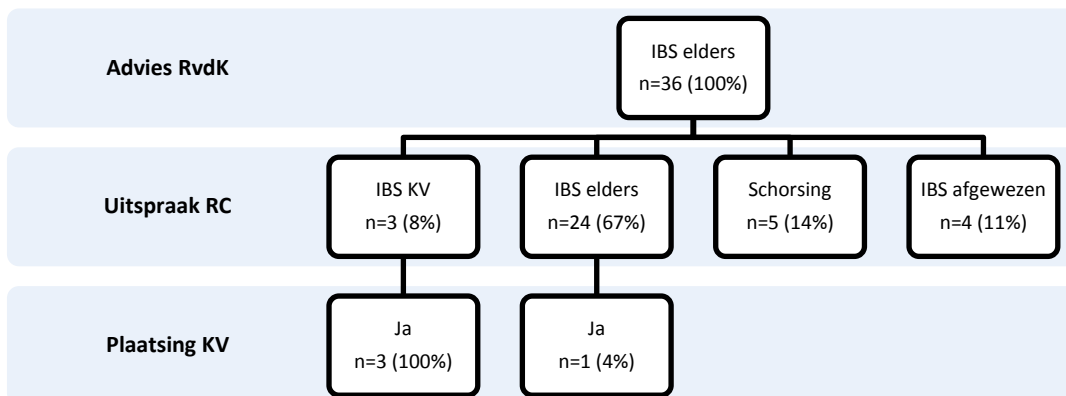 Advies RvdK
IBS elders
n=36 (100%)
Uitspraak RC
IBS KV
n=3 (8%)
IBS elders
n=24 (67%)
Schorsing
n=5 (14%)
IBS afgewezen
n=4 (11%)
Plaatsing KV
Ja
n=3 (100%)
Ja
n=1 (4%)